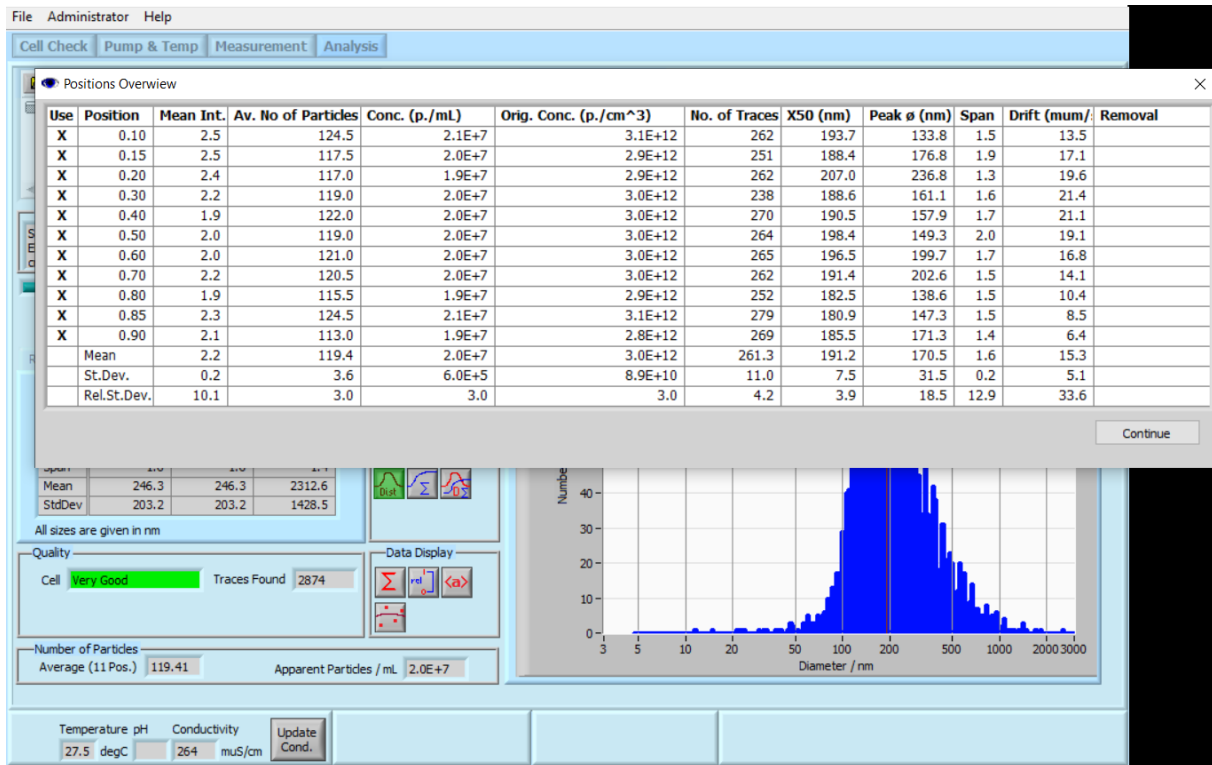 File Administrator Help
Cell Check Pump & Temp Measurement Analysis
Positions Overwiew
Use Position Mean Int. Av. No of Particles Conc. (p./mL) Orig. Conc. (p./cm^3) No. of Traces X50 (nm) Peak ø (nm) Span Drift (mum/ Removal
X 0.10 2.5 124.5 2.1E+7 3.1E+12 262 193.7 133.8 1.5 13.5
X 0.15 2.5 117.5 2.0E+7 2.9E+12 251 188.4 176.8 1.9 17.1
X 0.20 2.4 117.0 1.9E+7 2.9E+12 262 207.0 236.8 1.3 19.6
X 0.30 2.2 119.0 2.0E+7 3.0E+12 238 188.6 161.1 1.6 21.4
X 0.40 1.9 122.0 2.0E+7 3.0E+12 270 190.5 157.9 1.7 21.1
X 0.50 2.0 119.0 2.0E+7 3.0E+12 264 198.4 149.3 2.0 19.1
X 0.60 2.0 121.0 2.0E+7 3.0E+12 265 196.5 199.7 1.7 16.8
X 0.70 2.2 120.5 2.0E+7 3.0E+12 262 191.4 202.6 1.5 14.1
X 0.80 1.9 115.5 1.9E+7 2.9E+12 252 182.5 138.6 1.5 10.4
X 0.85 2.3 124.5 2.1E+7 3.1E+12 279 180.9 147.3 1.5 8.5
X 0.90 2.1 113.0 1.9E+7 2.8E+12 269 185.5 171.3 1.4 6.4
Mean 2.2 119.4 2.0E+7 3.0E+12 261.3 191.2 170.5 1.6 15.3
St.Dev. 0.2 3.6 6.0E+5 8.9E+10 11.0 7.5 31.5 0.2 5.1
Rel.St.Dev. 10.1 3.0 3.0 3.0 4.2 3.9 18.5 12.9 33.6
Continue
Mean 246.3 246.3 2312.6
StdDev 203.2 203.2 1428.5
All sizes are given in nm
Dist Σ DΣ
Quality
Cell Very Good Traces Found 2874
Data Display
Σ rel 1 0 <a>
Number of Particles
Average (11 Pos.) 119.41 Apparent Particles / mL 2.0E+7
40
30
20
10
0
3 5 10 20 50 100 200 500 1000 2000 3000
Diameter / nm
Temperature pH Conductivity
27.5 degC 264 muS/cm
Update
Cond.